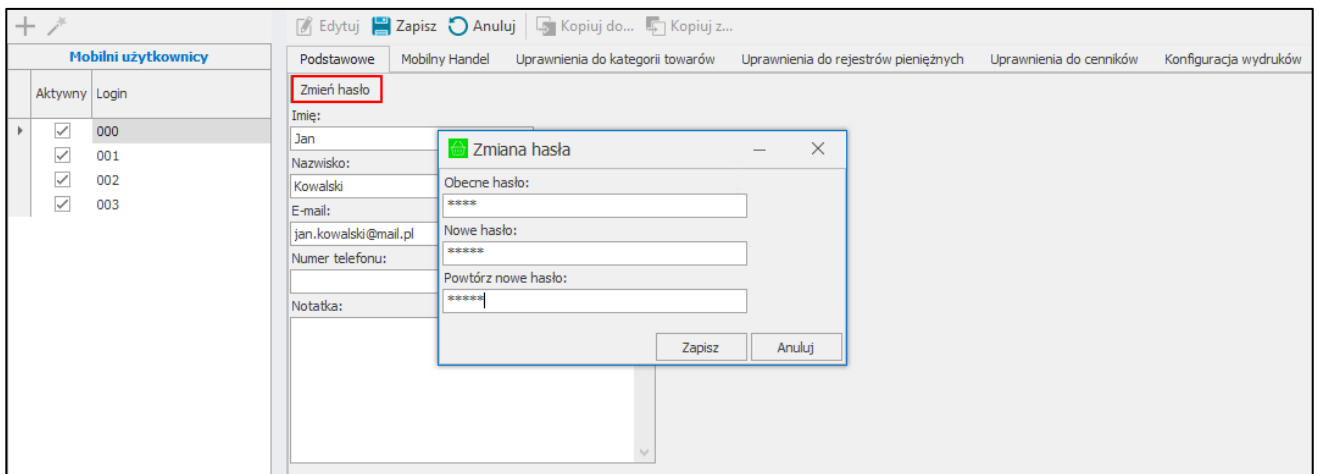 Edytuj Zapisz Anuluj Kopiuj do... Kopiuj z...
Mobilni użytkownicy
Aktywny Login
000
001
002
003
Podstawowe Mobilny Handel Uprawnienia do kategorii towarów Uprawnienia do rejestrów pieniężnych Uprawnienia do cenników Konfiguracja wydruków
Zmień hasło
Imię:
Jan
Nazwisko:
Kowalski
E-mail:
jan.kowalski@mail.pl
Numer telefonu:
Notatka:
Zmiana hasła
Obecne hasło:
****
Nowe hasło:
*****
Powtórz nowe hasło:
*****
Zapisz Anuluj